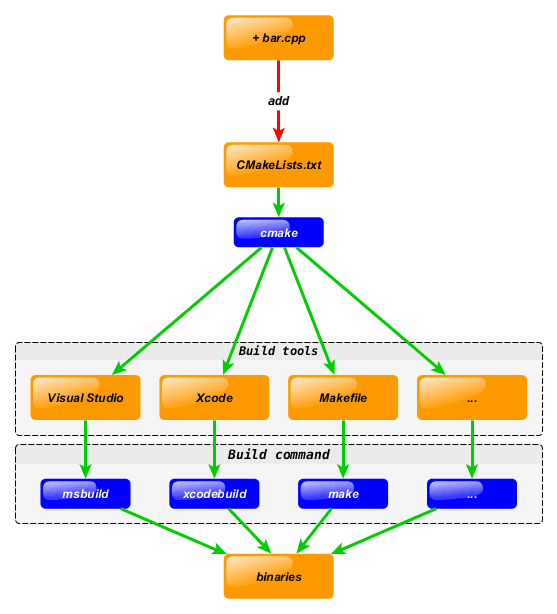 + bar.cpp
add
CMakeLists.txt
cmake
Build tools
Visual Studio
Xcode
Makefile
...
Build command
msbuild
xcodebuild
make
...
binaries